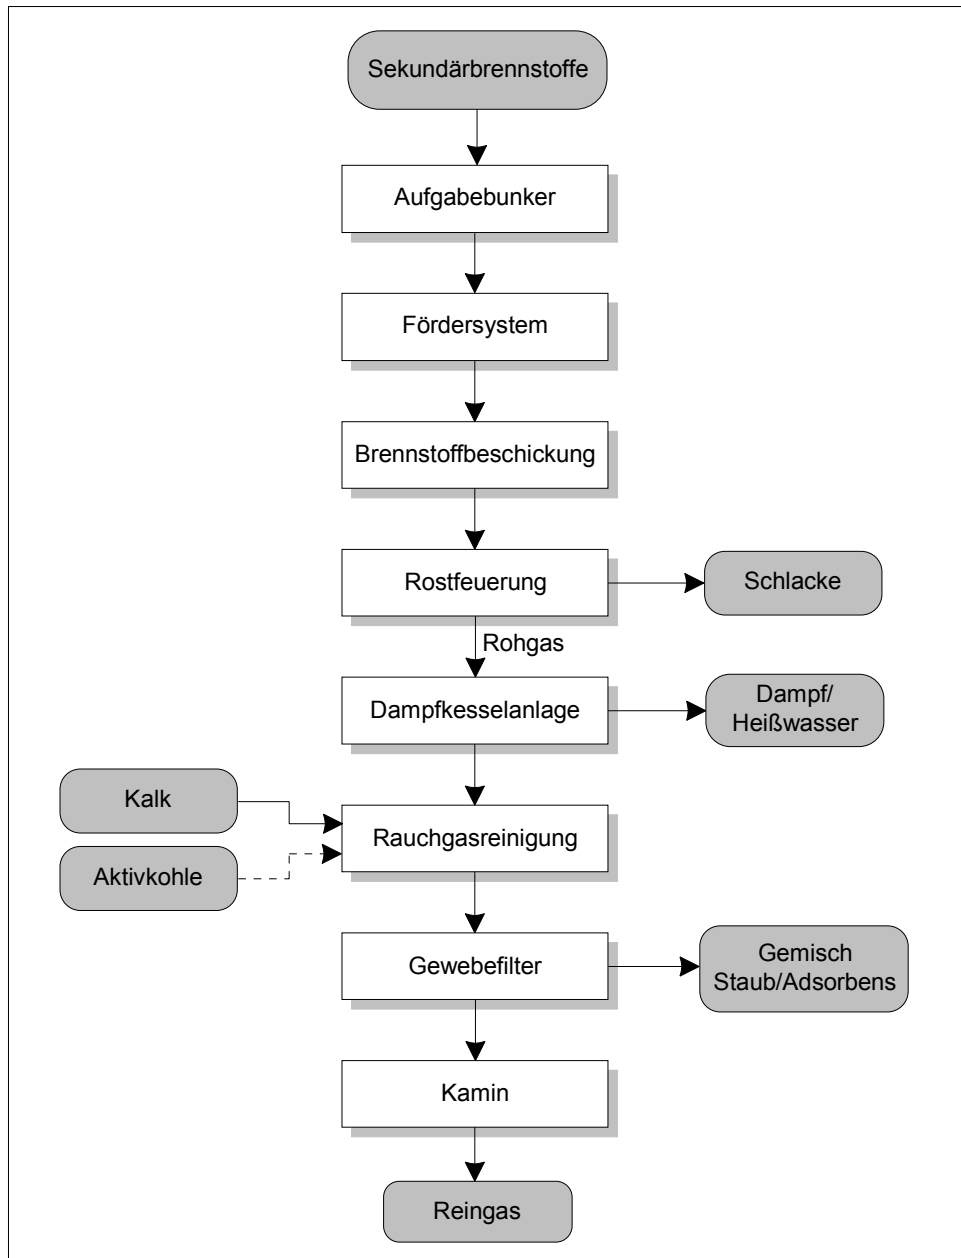 Sekundärbrennstoffe
Aufgabebunker
Fördersystem
Brennstoffbeschickung
Rostfeuerung
Schlacke
Rohgas
Dampfkesselanlage
Dampf/
Heißwasser
Kalk
Rauchgasreinigung
Aktivkohle
Gewebefilter
Gemisch
Staub/Adsorbens
Kamin
Reingas